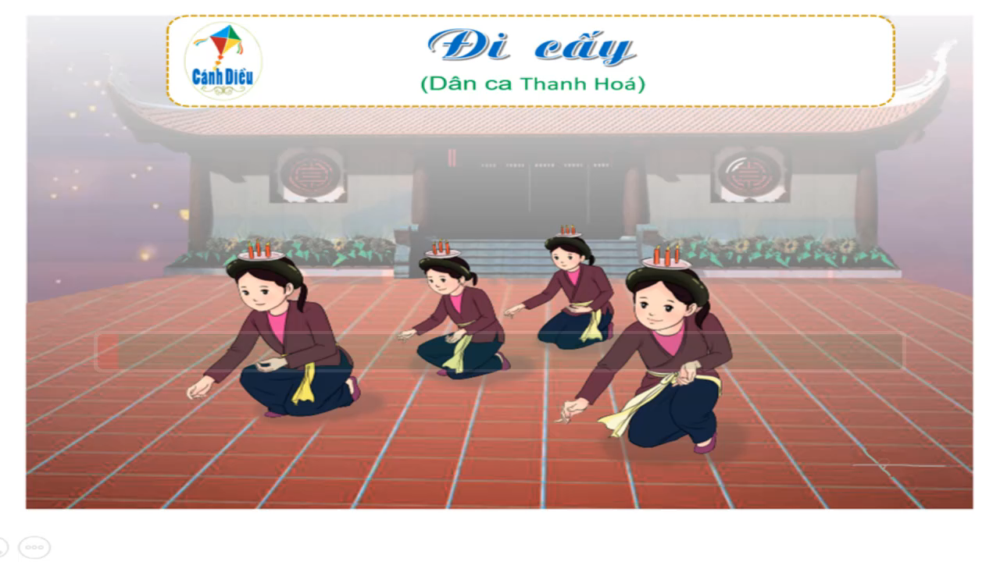 Đi cấy
Cánh Diều
(Dân ca Thanh Hoá)